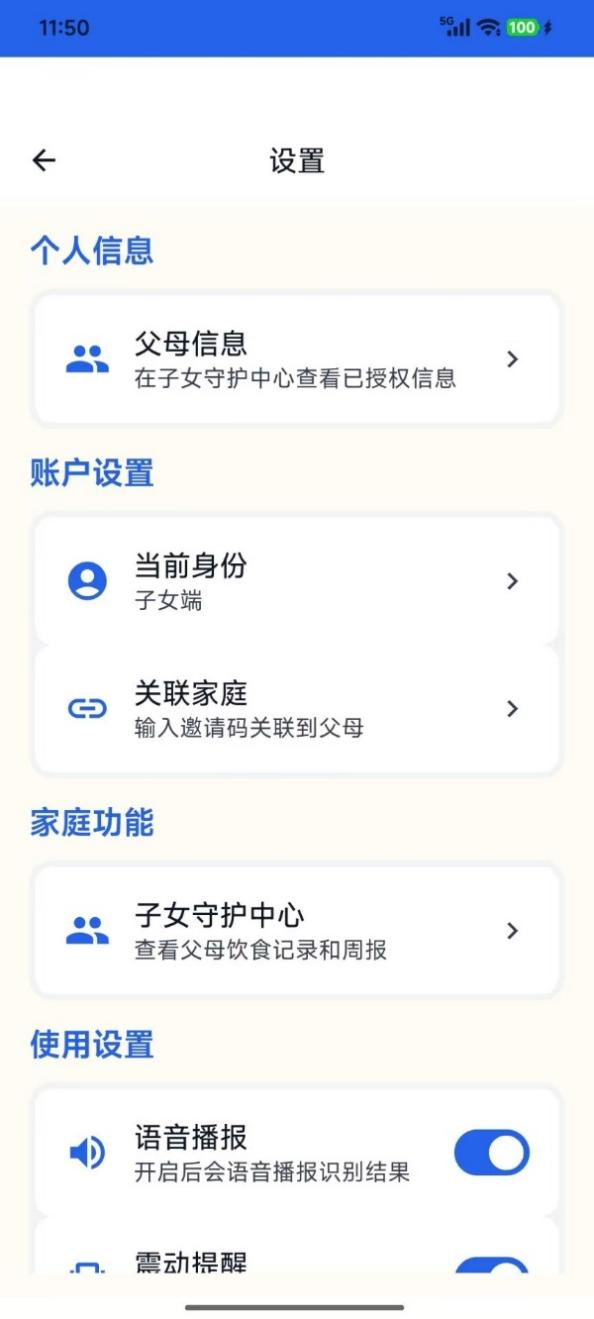 11:50
5G
100
设置
个人信息
父母信息
在子女守护中心查看已授权信息
账户设置
当前身份
子女端
关联家庭
输入邀请码关联到父母
家庭功能
子女守护中心
查看父母饮食记录和周报
使用设置
语音播报
开启后会语音播报识别结果
震动提醒